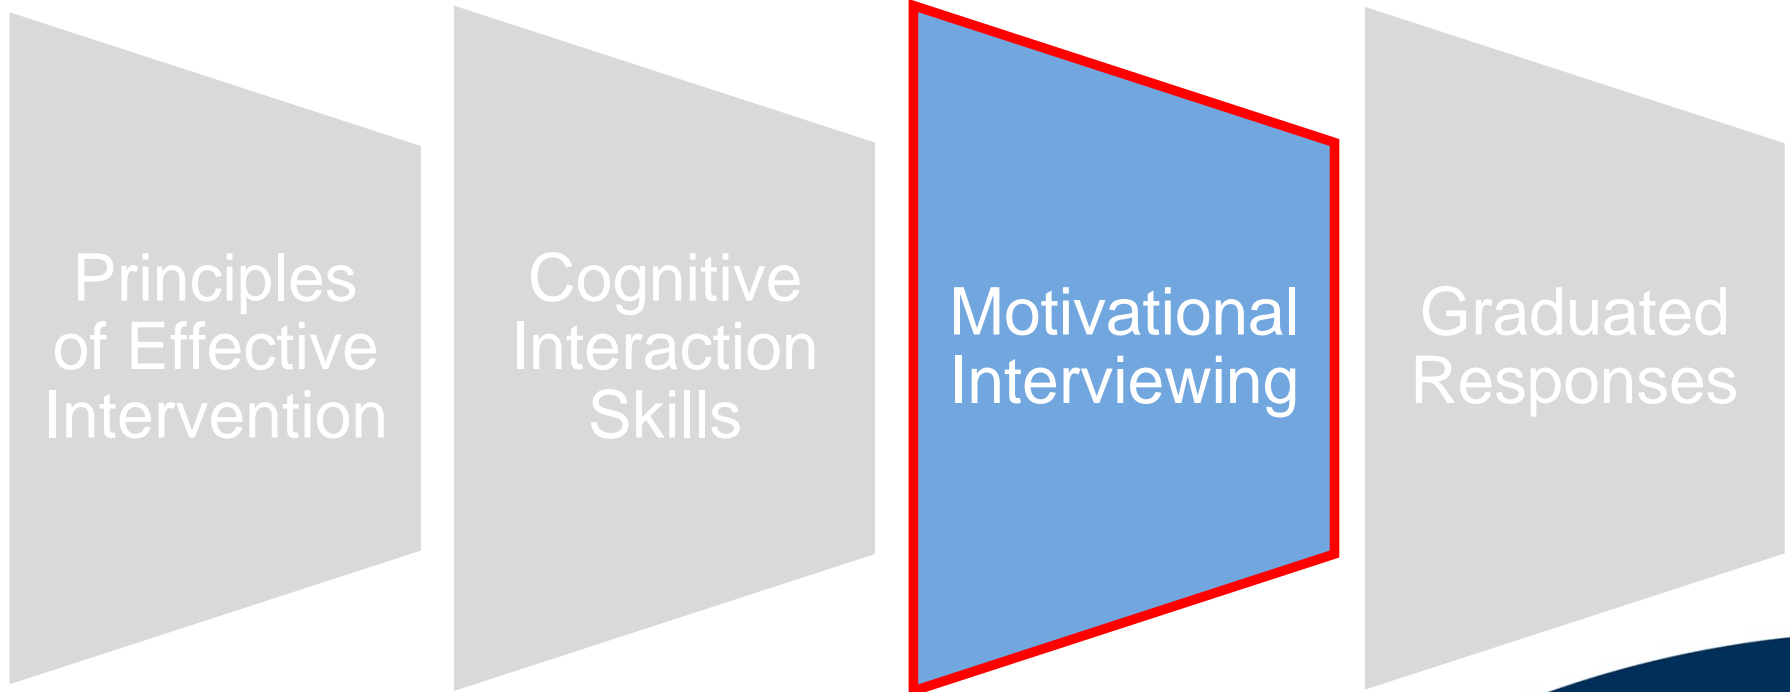 Principles
of Effective
Intervention
Cognitive
Interaction
Skills
Motivational
Interviewing
Graduated
Responses